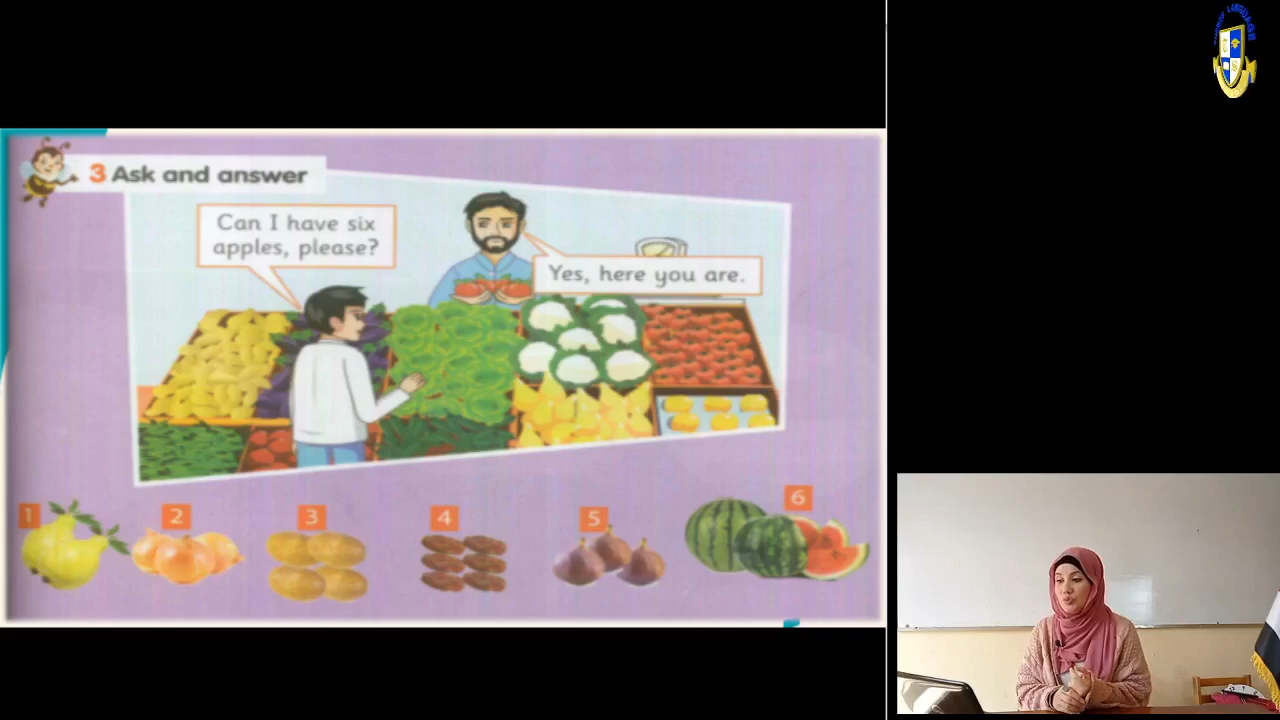 3 Ask and answer
Can I have six
apples, please?
Yes, here you are.
1
2
3
4
5
6